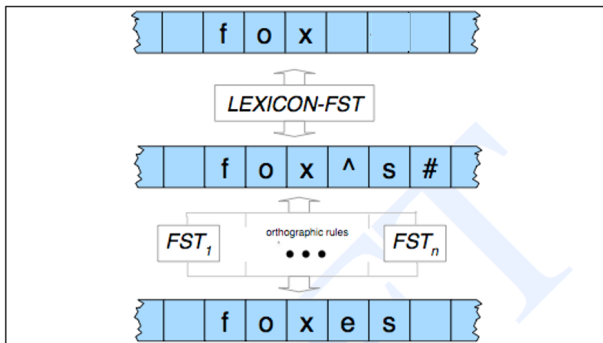 f o x
LEXICON-FST
f o x ^ s #
orthographic rules
FST1 ● ● ● FSTn
f o x e s